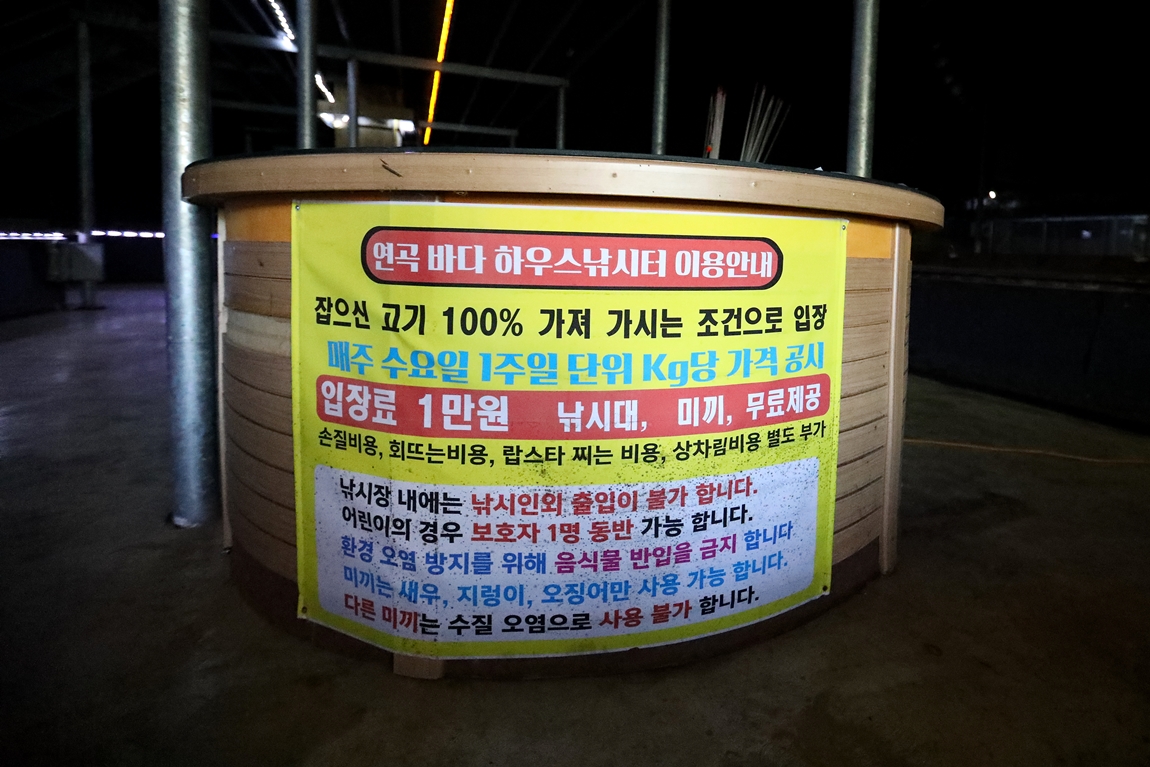 연곡 바다 하우스낚시터 이용안내
잡으신 고기 100% 가져 가시는 조건으로 입장
매주 수요일 1주일 단위 Kg당 가격 공시
입장료 1만원 낚시대, 미끼, 무료제공
손질비용, 회뜨는비용, 랍스타 찌는 비용, 상차림비용 별도 부가
낚시장 내에는 낚시인외 출입이 불가 합니다.
어린이의 경우 보호자 1명 동반 가능 합니다.
환경 오염 방지를 위해 음식물 반입을 금지 합니다
미끼는 새우, 지렁이, 오징어만 사용 가능 합니다.
다른 미끼는 수질 오염으로 사용 불가 합니다.